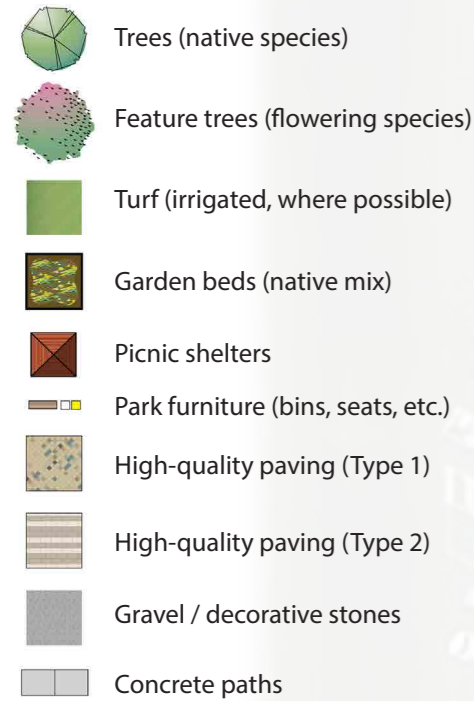 Trees (native species)
Feature trees (flowering species)
Turf (irrigated, where possible)
Garden beds (native mix)
Picnic shelters
Park furniture (bins, seats, etc.)
High-quality paving (Type 1)
High-quality paving (Type 2)
Gravel / decorative stones
Concrete paths